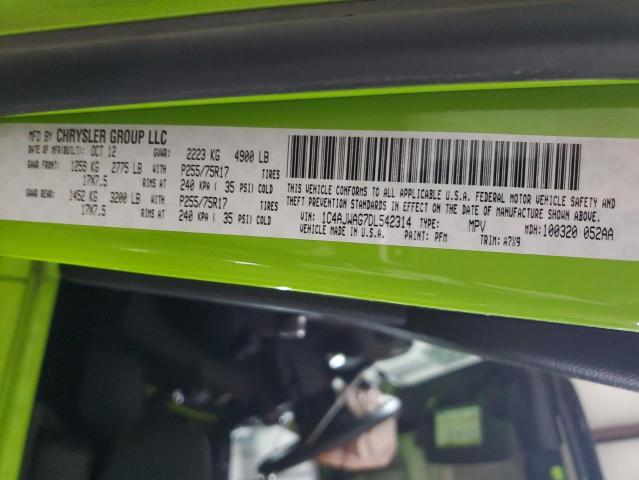 MFD BY CHRYSLER GROUP LLC
DATE OF MFR(BUILT): OCT 12 GVWR: 2223 KG 4900 LB
GAWR FRONT: 1259 KG 2775 LB WITH P255/75R17 TIRES
17X7.5 RIMS AT 240 KPA ( 35 PSI) COLD
GAWR REAR: 1452 KG 3200 LB WITH P255/75R17 TIRES
17X7.5 RIMS AT 240 KPA ( 35 PSI) COLD
THIS VEHICLE CONFORMS TO ALL APPLICABLE U.S.A. FEDERAL MOTOR VEHICLE SAFETY AND
THEFT PREVENTION STANDARDS IN EFFECT ON THE DATE OF MANUFACTURE SHOWN ABOVE.
VIN: 1C4AJWAG7DL542314 TYPE: MPV MDH: 100320 052AA
VEHICLE MADE IN U.S.A. PAINT: PFM TRIM: A7X9